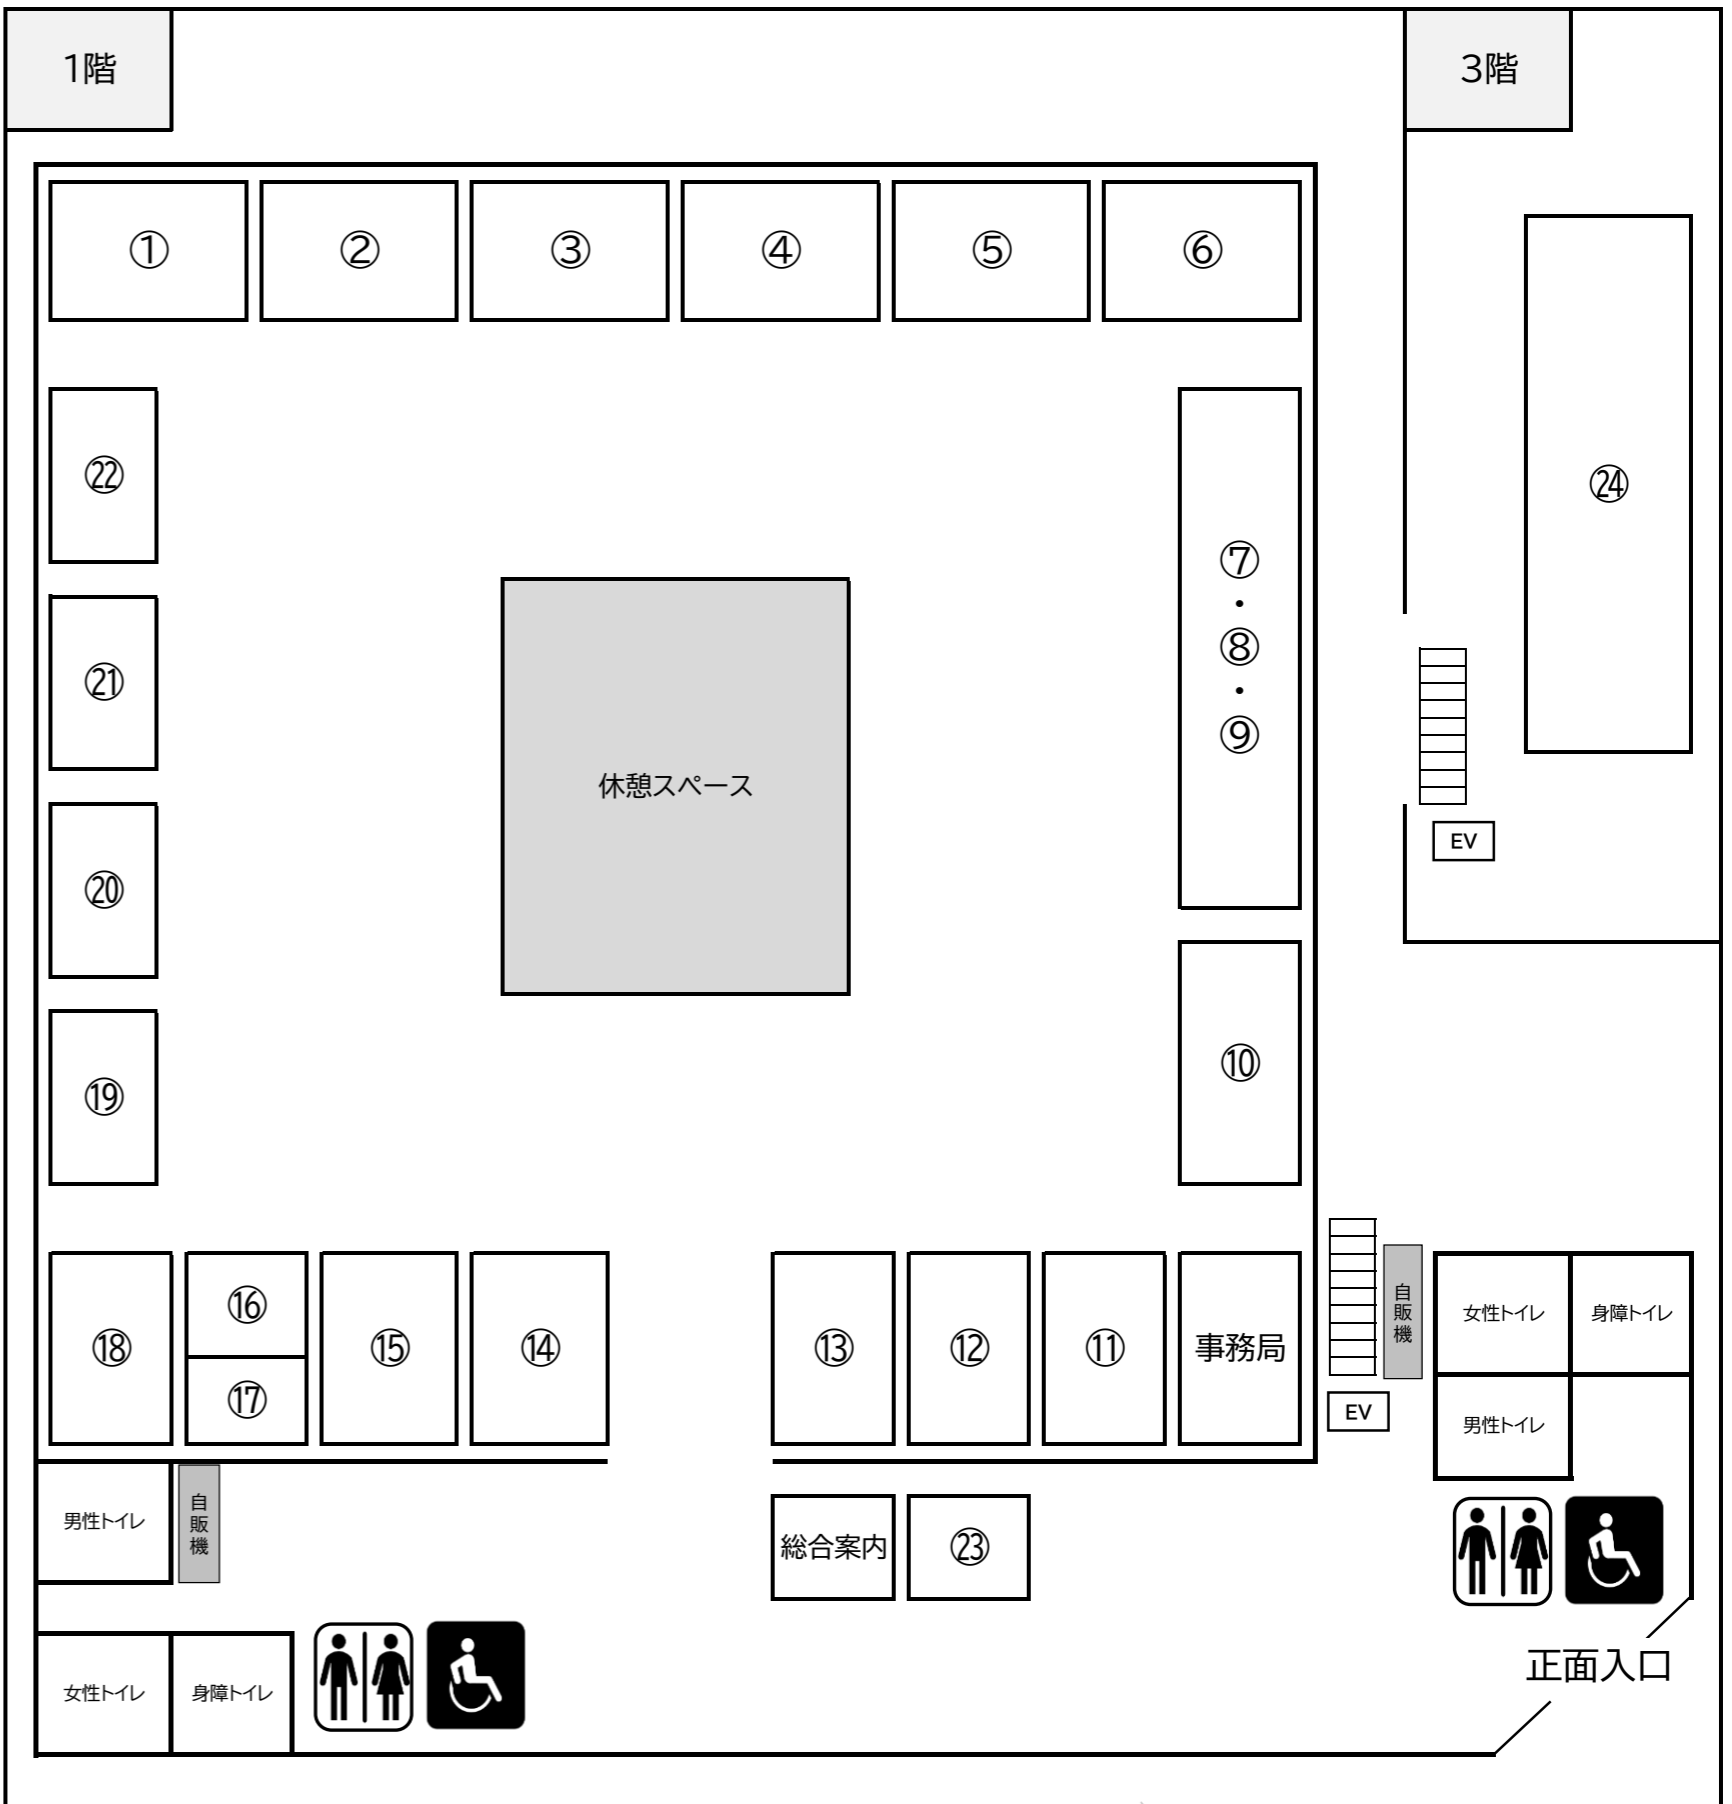 1階
3階
①
②
③
④
⑤
⑥
㉒
㉔
⑦・⑧・⑨
㉑
休憩スペース
EV
⑳
⑩
⑲
⑱
⑯
⑰
⑮
⑭
⑬
⑫
⑪
事務局
自販機
女性トイレ
身障トイレ
EV
男性トイレ
男性トイレ
自販機
総合案内
㉓
正面入口
女性トイレ
身障トイレ